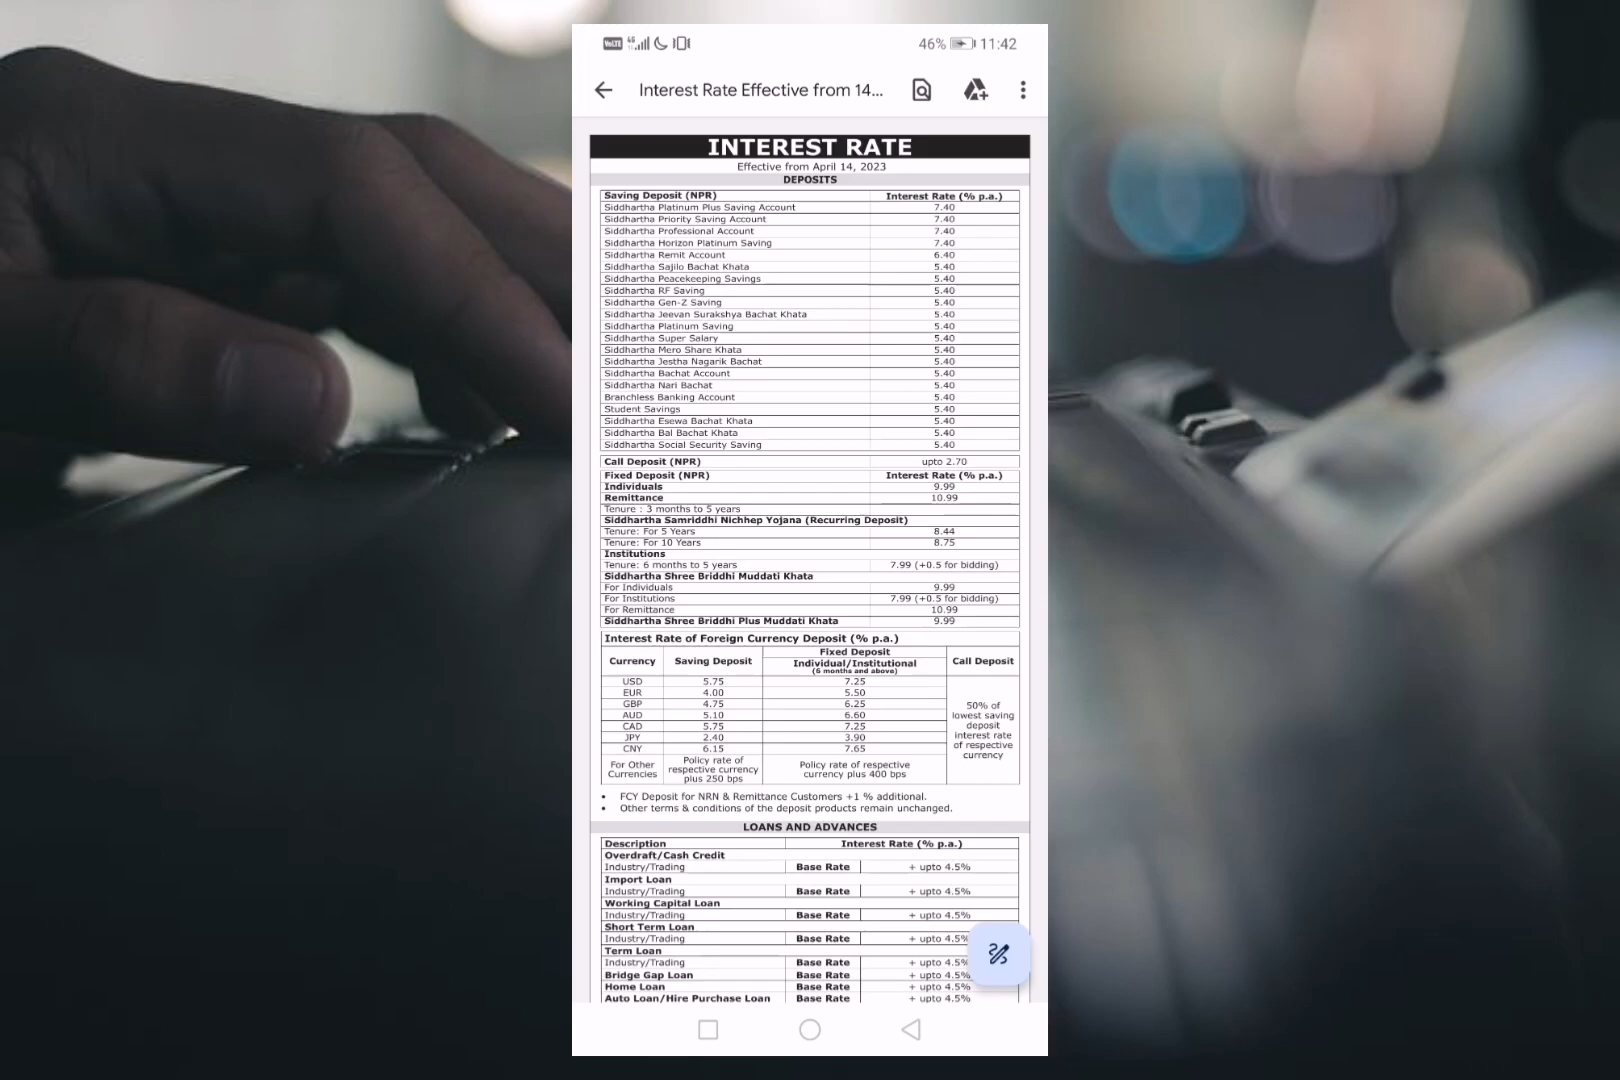 VoLTE 4G 46% 11:42
Interest Rate Effective from 14...
INTEREST RATE
Effective from April 14, 2023
DEPOSITS
Saving Deposit (NPR) Interest Rate (% p.a.)
Siddhartha Platinum Plus Saving Account 7.40
Siddhartha Priority Saving Account 7.40
Siddhartha Professional Account 7.40
Siddhartha Horizon Platinum Saving 7.40
Siddhartha Remit Account 6.40
Siddhartha Sajilo Bachat Khata 5.40
Siddhartha Peacekeeping Savings 5.40
Siddhartha RF Saving 5.40
Siddhartha Gen-Z Saving 5.40
Siddhartha Jeevan Surakshya Bachat Khata 5.40
Siddhartha Platinum Saving 5.40
Siddhartha Super Salary 5.40
Siddhartha Mero Share Khata 5.40
Siddhartha Jestha Nagarik Bachat 5.40
Siddhartha Bachat Account 5.40
Siddhartha Nari Bachat 5.40
Branchless Banking Account 5.40
Student Savings 5.40
Siddhartha Esewa Bachat Khata 5.40
Siddhartha Bal Bachat Khata 5.40
Siddhartha Social Security Saving 5.40
Call Deposit (NPR) upto 2.70
Fixed Deposit (NPR) Interest Rate (% p.a.)
Individuals 9.99
Remittance 10.99
Tenure : 3 months to 5 years
Siddhartha Samriddhi Nichhep Yojana (Recurring Deposit)
Tenure: For 5 Years 8.44
Tenure: For 10 Years 8.75
Institutions
Tenure: 6 months to 5 years 7.99 (+0.5 for bidding)
Siddhartha Shree Briddhi Muddati Khata
For Individuals 9.99
For Institutions 7.99 (+0.5 for bidding)
For Remittance 10.99
Siddhartha Shree Briddhi Plus Muddati Khata 9.99
Interest Rate of Foreign Currency Deposit (% p.a.)
Currency Saving Deposit Fixed Deposit Call Deposit
Individual/Institutional
(6 months and above)
USD 5.75 7.25
EUR 4.00 5.50
GBP 4.75 6.25
AUD 5.10 6.60
CAD 5.75 7.25
JPY 2.40 3.90
CNY 6.15 7.65
50% of
lowest saving
deposit
interest rate
of respective
currency
For Other
Currencies
Policy rate of
respective currency
plus 250 bps
Policy rate of respective
currency plus 400 bps
• FCY Deposit for NRN & Remittance Customers +1 % additional.
• Other terms & conditions of the deposit products remain unchanged.
LOANS AND ADVANCES
Description Interest Rate (% p.a.)
Overdraft/Cash Credit
Industry/Trading Base Rate + upto 4.5%
Import Loan
Industry/Trading Base Rate + upto 4.5%
Working Capital Loan
Industry/Trading Base Rate + upto 4.5%
Short Term Loan
Industry/Trading Base Rate + upto 4.5%
Term Loan
Industry/Trading Base Rate + upto 4.5%
Bridge Gap Loan Base Rate + upto 4.5%
Home Loan Base Rate + upto 4.5%
Auto Loan/Hire Purchase Loan Base Rate + upto 4.5%